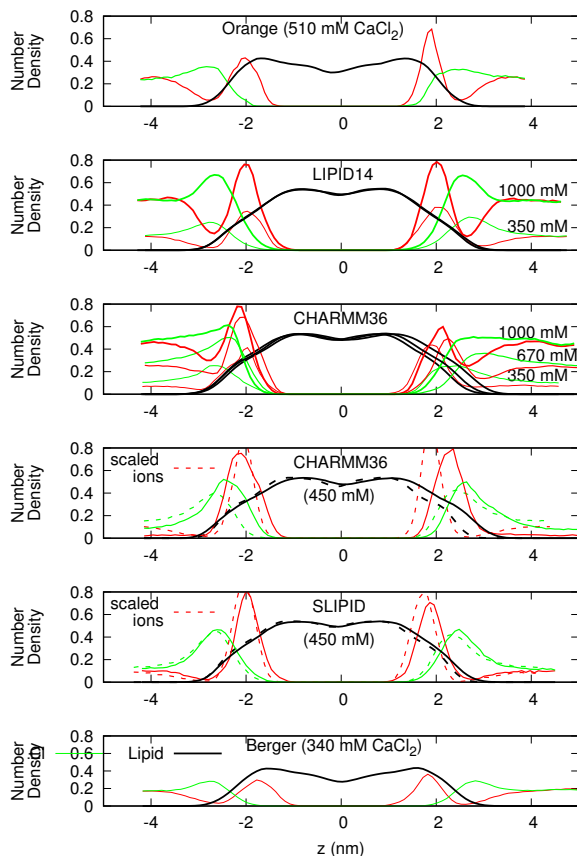 Orange (510 mM CaCl2)
Number
Density
0.8
0.6
0.4
0.2
0
-4 -2 0 2 4
LIPID14
1000 mM
350 mM
Number
Density
0.8
0.6
0.4
0.2
0
-4 -2 0 2 4
CHARMM36
1000 mM
670 mM
350 mM
Number
Density
0.8
0.6
0.4
0.2
0
-4 -2 0 2 4
CHARMM36
(450 mM)
scaled
ions
Number
Density
0.8
0.6
0.4
0.2
0
-4 -2 0 2 4
SLIPID
(450 mM)
scaled
ions
Number
Density
0.8
0.6
0.4
0.2
0
-4 -2 0 2 4
Berger (340 mM CaCl2)
Lipid
Number
Density
0.8
0.6
0.4
0.2
0
-4 -2 0 2 4
z (nm)